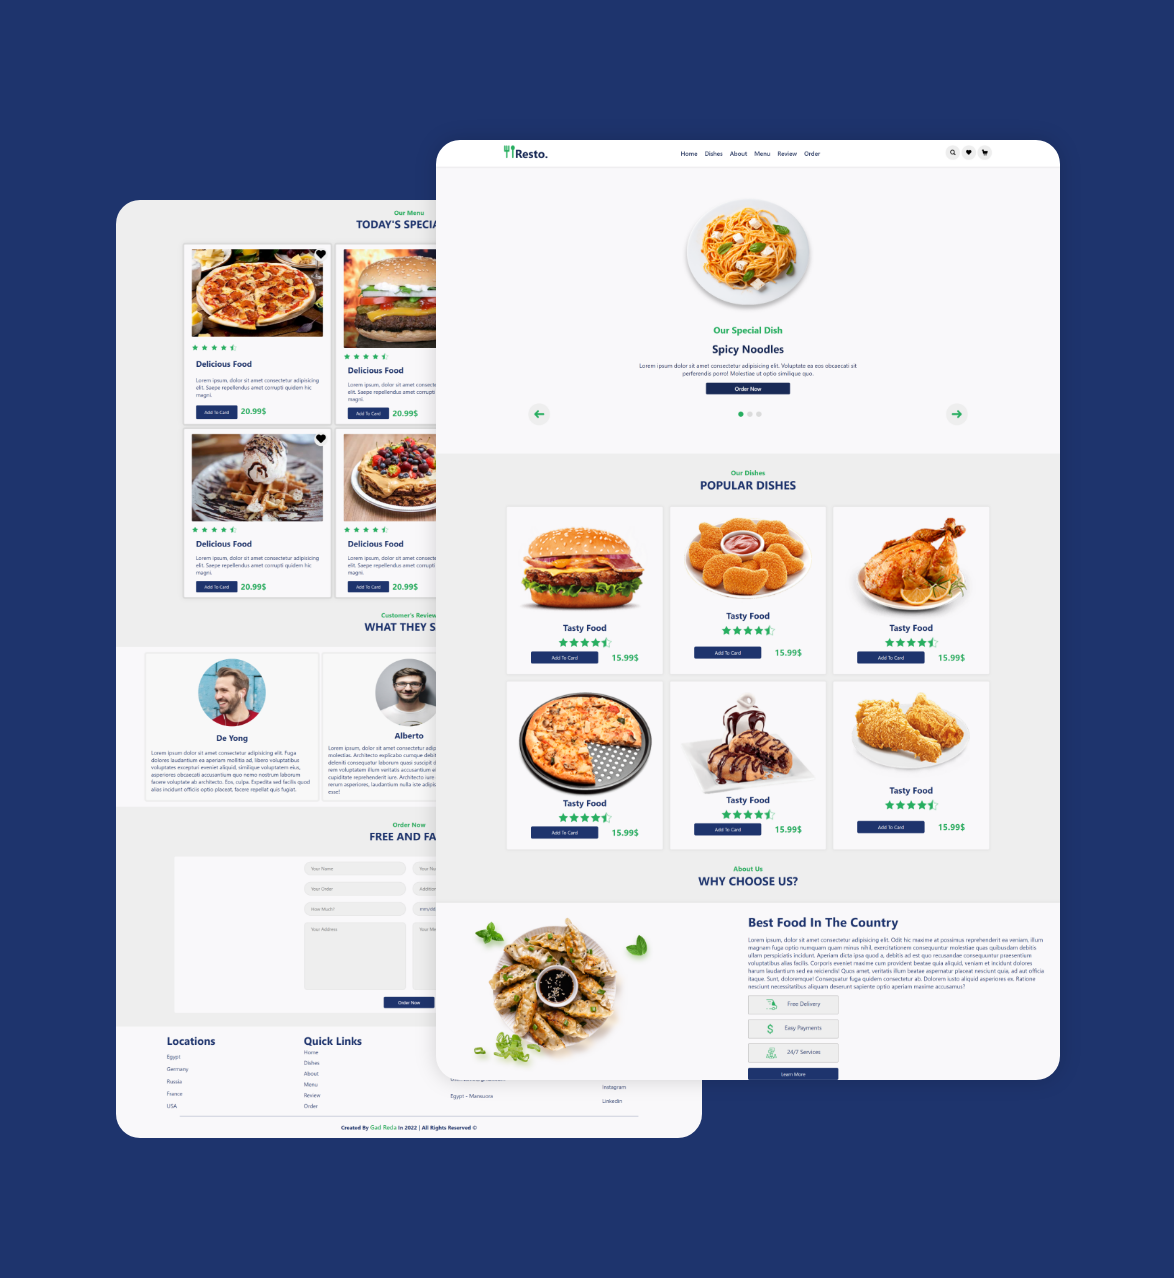 Resto.
Home Dishes About Menu Review Order
Our Special Dish
Spicy Noodles
Lorem ipsum, dolor sit amet consectetur adipisicing elit. Voluptate ea eos obcaecati sit
perferendis porro! Molestiae ut optio similique quo.
Order Now
Our Dishes
POPULAR DISHES
Tasty Food
Add To Card 15.99$
Tasty Food
Add To Card 15.99$
Tasty Food
Add To Card 15.99$
Tasty Food
Add To Card 15.99$
Tasty Food
Add To Card 15.99$
Tasty Food
Add To Card 15.99$
About Us
WHY CHOOSE US?
Best Food In The Country
Lorem ipsum, dolor sit amet consectetur adipisicing elit. Odit hic maxime at possimus reprehenderit ea veniam, illum
magnam fuga optio numquam quam minus nihil, exercitationem consequuntur molestiae quas quibusdam debitis
ullam perspiciatis incidunt. Aperiam dicta ipsa quod a, debitis ad est quo recusandae consequatur praesentium
voluptatibus alias facilis. Corporis eveniet maxime cum provident beatae quia aliquid, veniam et incidunt dolores
harum laudantium sed ea reiciendis! Quos amet, veritatis illum beatae aspernatur placeat nesciunt quia, ad aut officia
itaque. Sunt, doloremque! Consequatur fuga quidem consectetur ab. Dolorem iusto aliquid asperiores ex. Ratione
nesciunt necessitatibus aliquam deserunt sapiente optio aperiam maxime accusamus?
Free Delivery
Easy Payments
24/7 Services
Learn More
Our Menu
TODAY'S SPECIA
Delicious Food
Lorem ipsum, dolor sit amet consectetur adipisicing
elit. Saepe repellendus amet corrupti quidem hic
magni.
Add To Card 20.99$
Delicious Food
Lorem ipsum, dolor sit amet consectetu
elit. Saepe repellendus amet corrupti
magni.
Add To Card 20.99$
Delicious Food
Lorem ipsum, dolor sit amet consectetur adipisicing
elit. Saepe repellendus amet corrupti quidem hic
magni.
Add To Card 20.99$
Delicious Food
Lorem ipsum, dolor sit amet consectetu
elit. Saepe repellendus amet corrupti
magni.
Add To Card 20.99$
Customer's Review
WHAT THEY S
De Yong
Lorem ipsum dolor sit amet consectetur adipisicing elit. Fuga
dolores laudantium ea aperiam mollitia ad, libero voluptatibus
voluptates excepturi eveniet aliquid, similique voluptatem eius,
asperiores obcaecati accusantium quo nemo nostrum laborum
facere voluptate ab architecto. Eos, culpa. Expedita sed facilis quod
alias incidunt officiis optio placeat, facere repellat quis fugiat.
Alberto
Lorem ipsum, dolor sit amet consectetur adip
molestias. Architecto explicabo cumque debit
deleniti consequatur laborum quasi suscipit d
rem voluptatem illum veritatis accusantium e
cupiditate reprehenderit iure. Architecto iure
rerum asperiores, laudantium nulla iste adipis
esse!
Order Now
FREE AND FA
Your Name
Your Order
How Much?
Your Address
Order Now
Locations
Egypt
Germany
Russia
France
USA
Quick Links
Home
Dishes
About
Menu
Review
Order
Egypt - Mansoura
Instagram
Linkedin
Created By Gad Reda In 2022 | All Rights Reserved ©